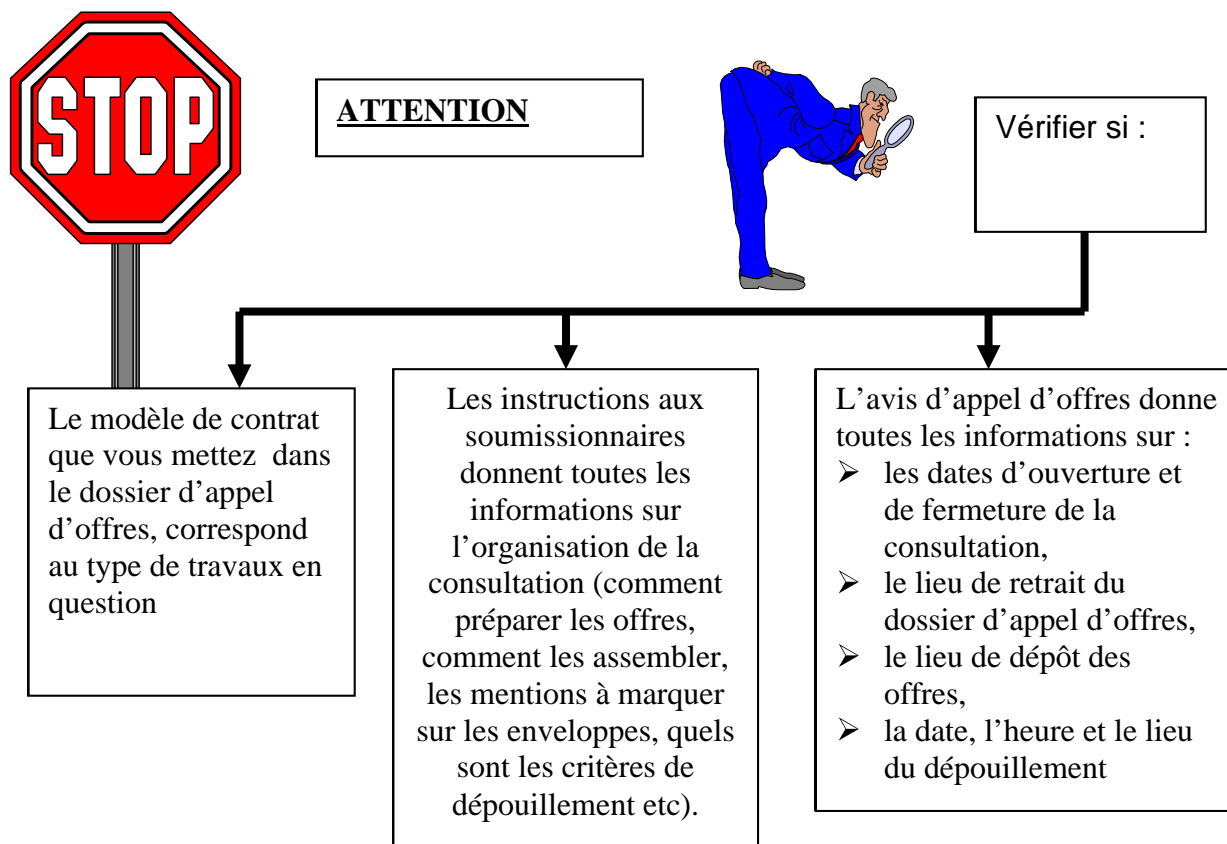 STOP
ATTENTION
Vérifier si :
Le modèle de contrat
que vous mettez dans
le dossier d’appel
d’offres, correspond
au type de travaux en
question
Les instructions aux
soumissionnaires
donnent toutes les
informations sur
l’organisation de la
consultation (comment
préparer les offres,
comment les assembler,
les mentions à marquer
sur les enveloppes, quels
sont les critères de
dépouillement etc).
L’avis d’appel d’offres donne
toutes les informations sur :
➢ les dates d’ouverture et
de fermeture de la
consultation,
➢ le lieu de retrait du
dossier d’appel d’offres,
➢ le lieu de dépôt des
offres,
➢ la date, l’heure et le lieu
du dépouillement